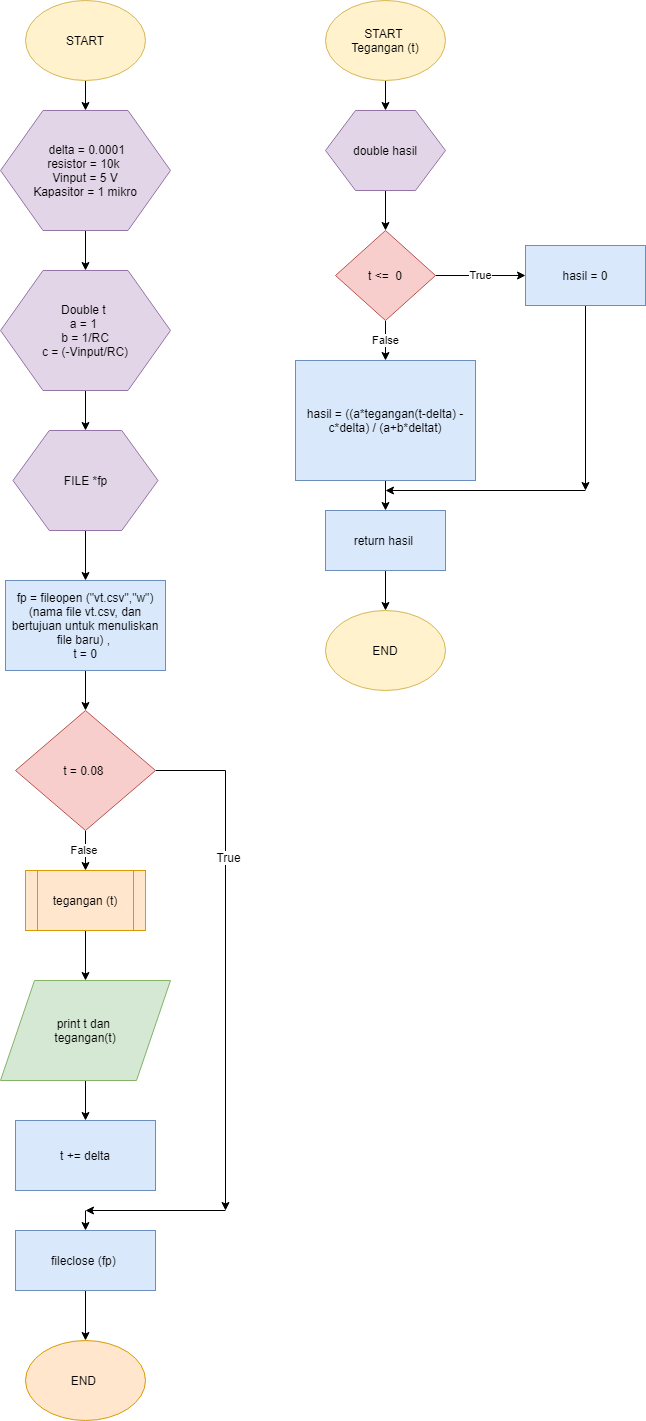 START
delta = 0.0001
resistor = 10k
Vinput = 5 V
Kapasitor = 1 mikro
Double t
a = 1
b = 1/RC
c = (-Vinput/RC)
FILE *fp
fp = fileopen ("vt.csv","w")
(nama file vt.csv, dan
bertujuan untuk menuliskan
file baru) ,
t = 0
t = 0.08
False
True
tegangan (t)
print t dan
tegangan(t)
t += delta
fileclose (fp)
END
START
Tegangan (t)
double hasil
t <= 0
True
hasil = 0
False
hasil = ((a*tegangan(t-delta) -
c*delta) / (a+b*deltat)
return hasil
END